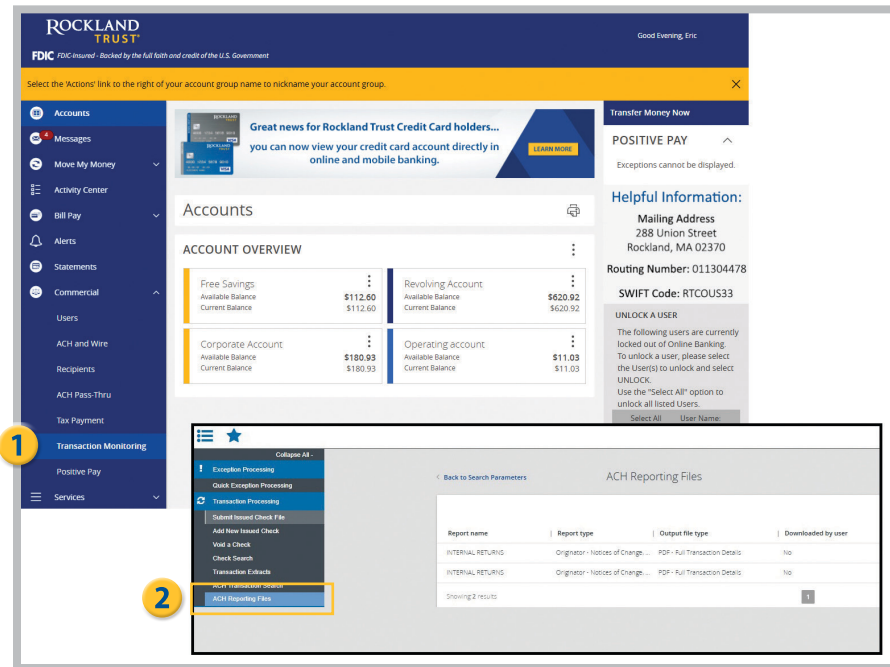 ROCKLAND
TRUST
Good Evening, Eric
FDIC FDIC-Insured - Backed by the full faith and credit of the U.S. Government
Select the 'Actions' link to the right of your account group name to nickname your account group.
Accounts
4
Messages
Move My Money
Activity Center
Bill Pay
Alerts
Statements
Commercial
Users
ACH and Wire
Recipients
ACH Pass-Thru
Tax Payment
1
Transaction Monitoring
Positive Pay
Services
Great news for Rockland Trust Credit Card holders...
you can now view your credit card account directly in
online and mobile banking.
LEARN MORE
Accounts
ACCOUNT OVERVIEW
Free Savings
Available Balance $112.60
Current Balance $112.60
Revolving Account
Available Balance $620.92
Current Balance $620.92
Corporate Account
Available Balance $180.93
Current Balance $180.93
Operating account
Available Balance $11.03
Current Balance $11.03
Transfer Money Now
POSITIVE PAY
Exceptions cannot be displayed.
Helpful Information:
Mailing Address
288 Union Street
Rockland, MA 02370
Routing Number: 011304478
SWIFT Code: RTCOUS33
UNLOCK A USER
The following users are currently
locked out of Online Banking.
To unlock a user, please select
the User(s) to unlock and select
UNLOCK.
Use the "Select All" option to
unlock all listed Users.
Select All User Name:
Collapse All -
Exception Processing
Quick Exception Processing
Transaction Processing
Submit Issued Check File
Add New Issued Check
Void a Check
Check Search
Transaction Extracts
ACH Transaction Search
2
ACH Reporting Files
Back to Search Parameters
ACH Reporting Files
Report name Report type Output file type Downloaded by user
INTERNAL RETURNS Originator - Notices of Change... PDF - Full Transaction Details No
INTERNAL RETURNS Originator - Notices of Change... PDF - Full Transaction Details No
Showing 2 results
1